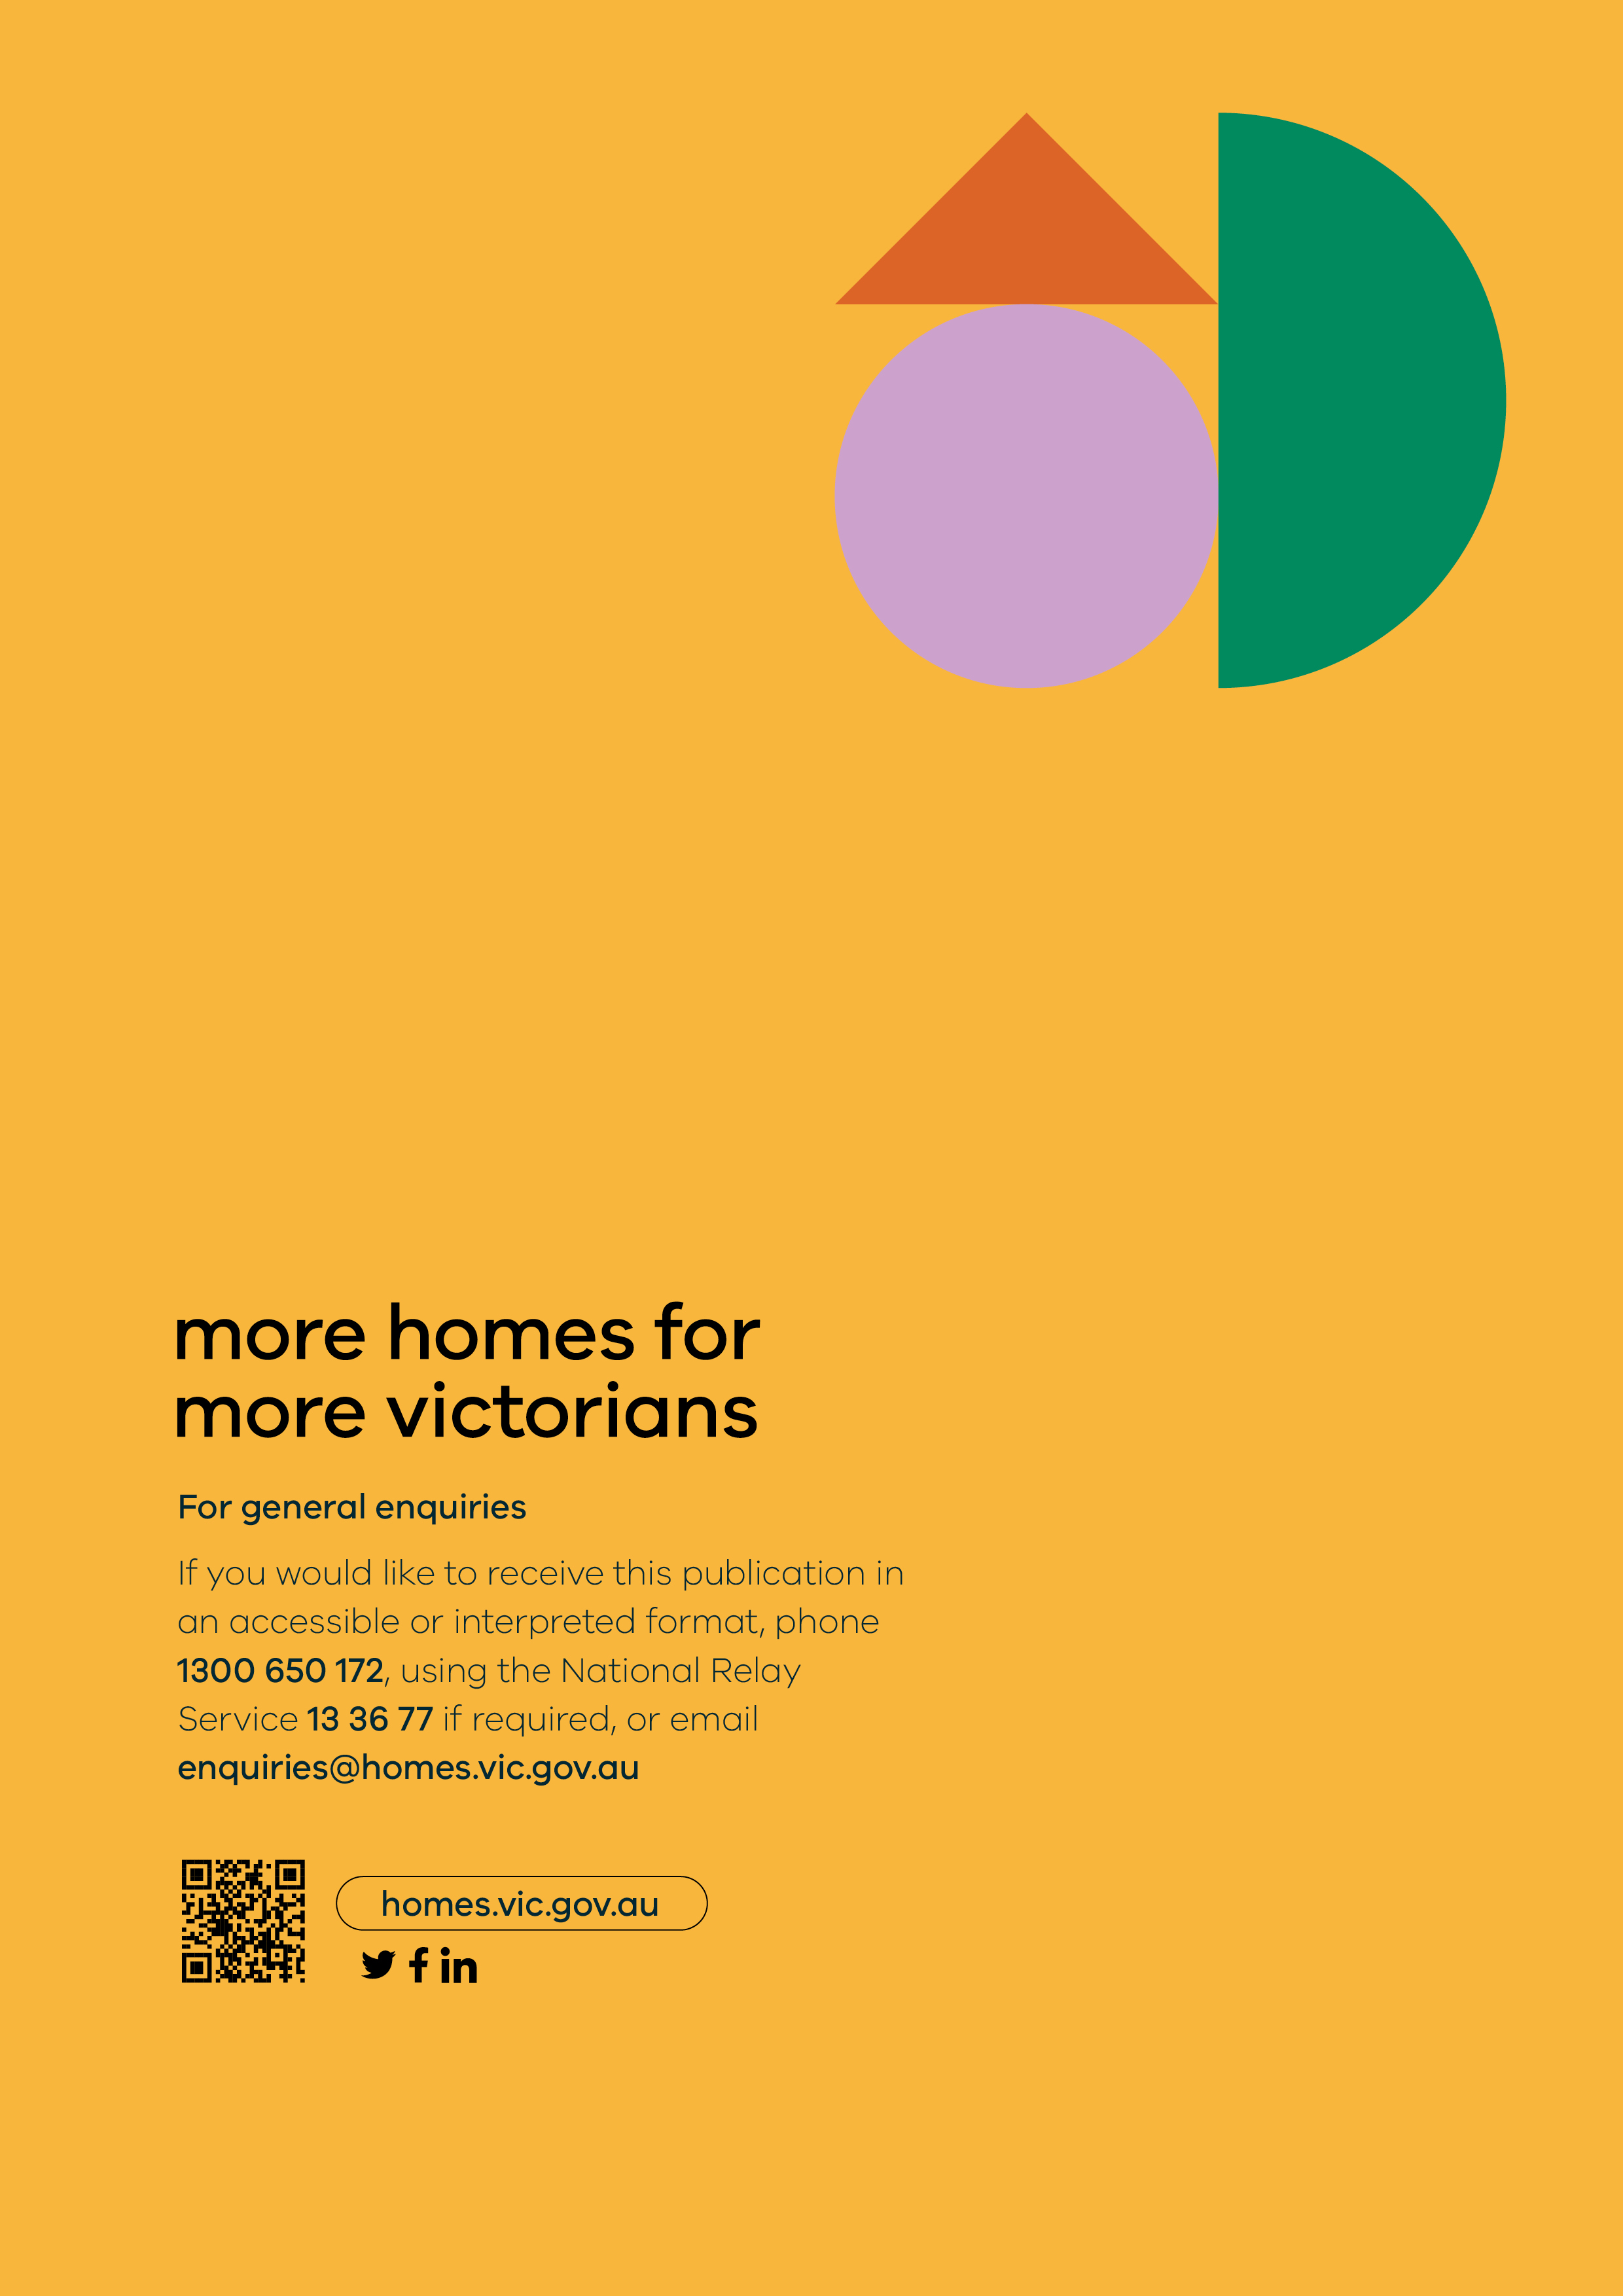 more homes for
more victorians
For general enquiries
If you would like to receive this publication in
an accessible or interpreted format, phone
1300 650 172, using the National Relay
Service 13 36 77 if required, or email
enquiries@homes.vic.gov.au
homes.vic.gov.au